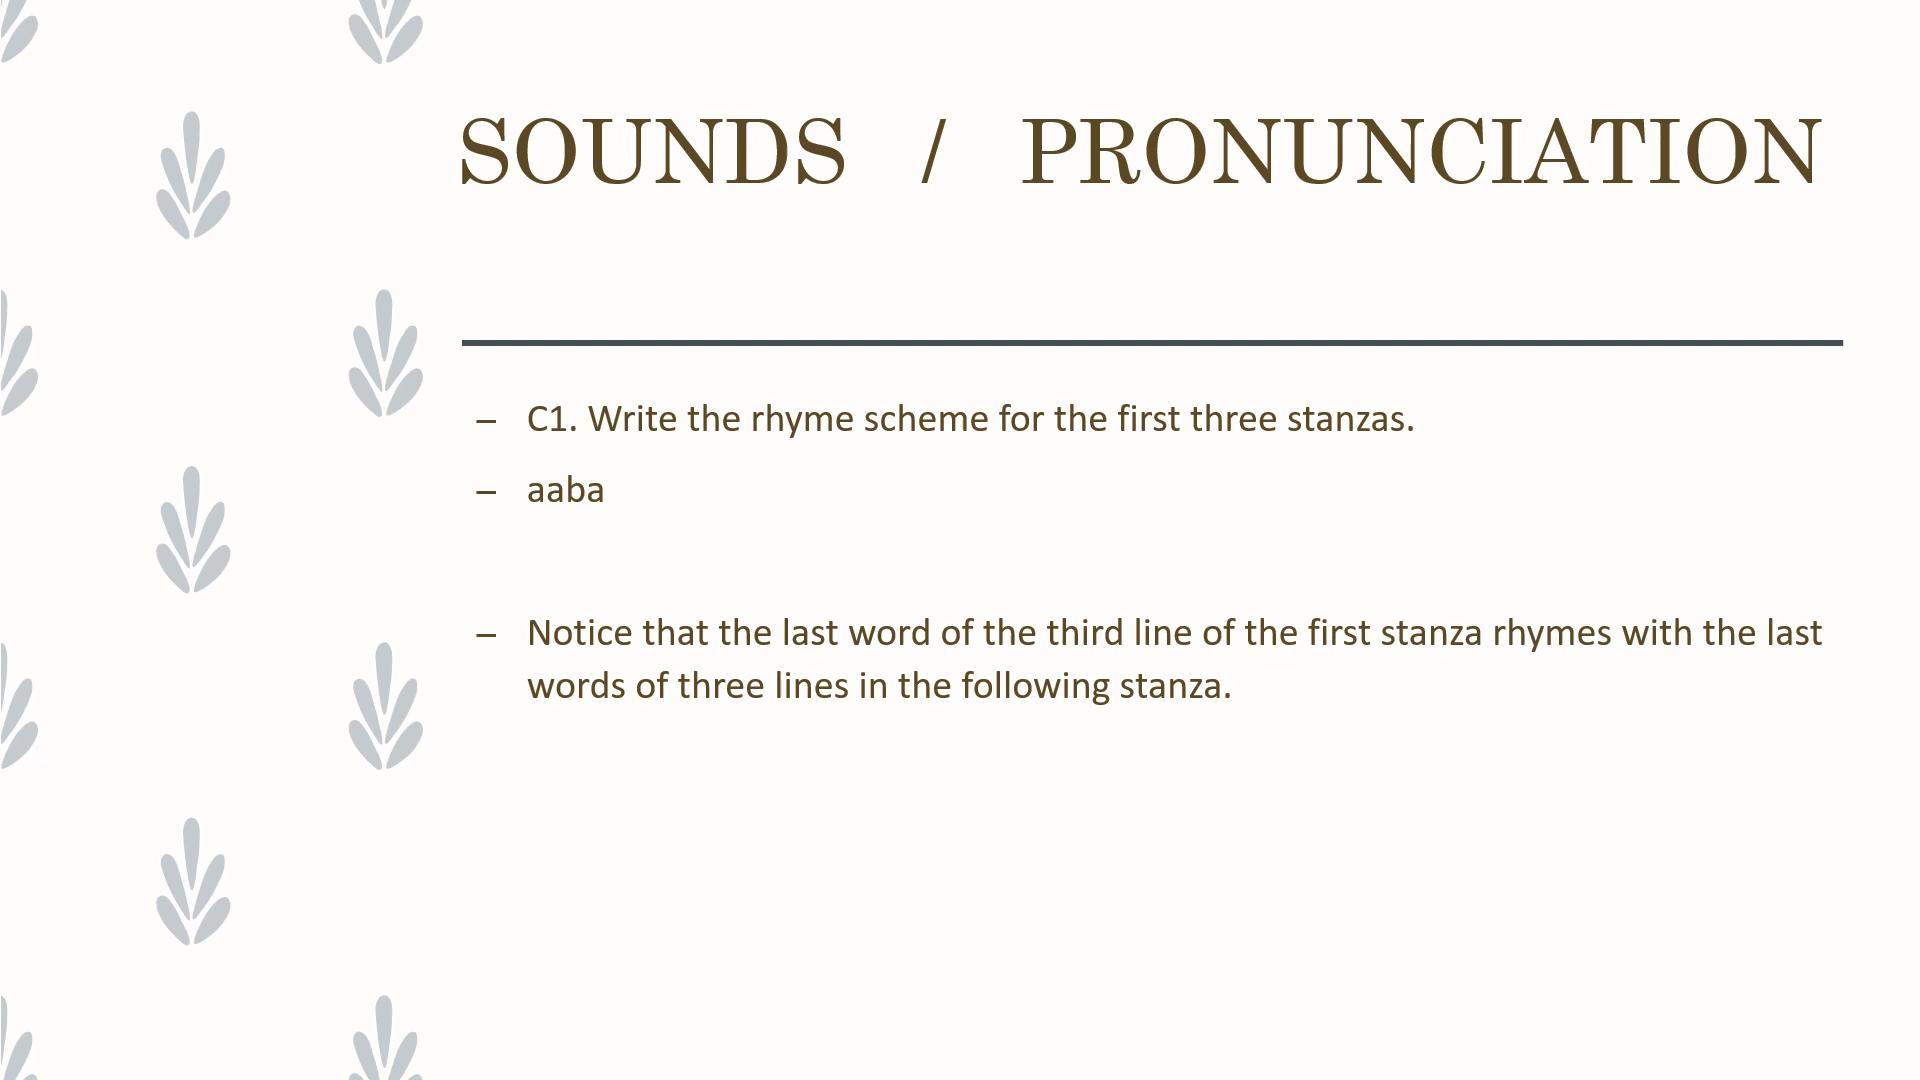 SOUNDS / PRONUNCIATION
– C1. Write the rhyme scheme for the first three stanzas.
– aaba
– Notice that the last word of the third line of the first stanza rhymes with the last
words of three lines in the following stanza.